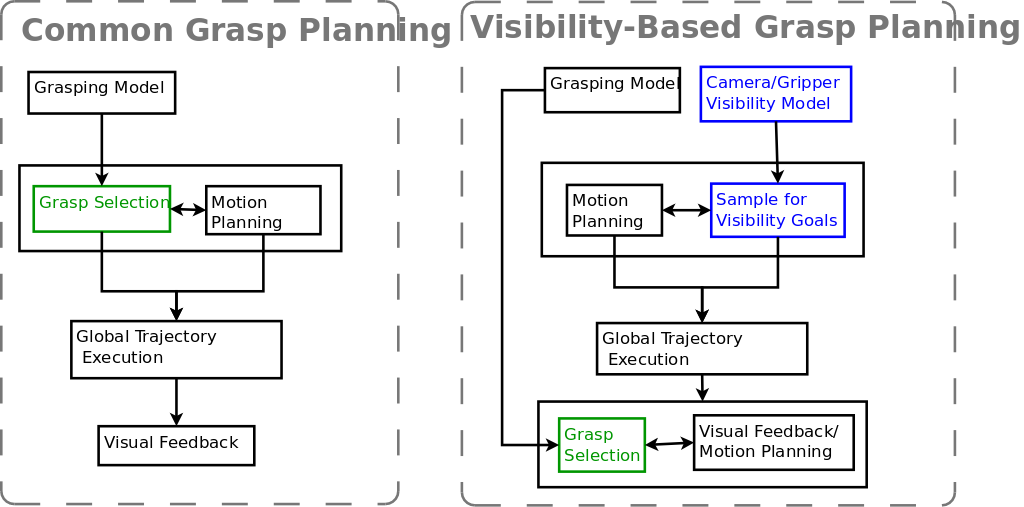 Common Grasp Planning
Grasping Model
Grasp Selection
Motion
Planning
Global Trajectory
Execution
Visual Feedback
Visibility-Based Grasp Planning
Grasping Model
Camera/Gripper
Visibility Model
Motion
Planning
Sample for
Visibility Goals
Global Trajectory
Execution
Grasp
Selection
Visual Feedback/
Motion Planning